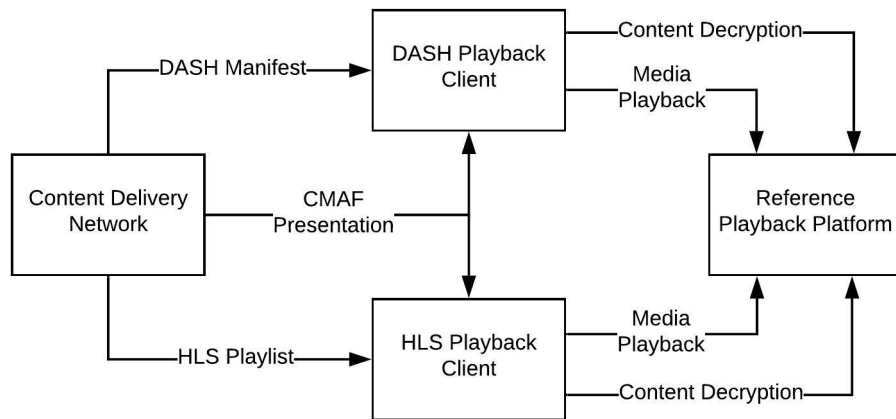 Content Decryption
DASH Manifest
DASH Playback
Client
Media
Playback
Content Delivery
Network
CMAF
Presentation
Reference
Playback Platform
HLS Playlist
HLS Playback
Client
Media
Playback
Content Decryption